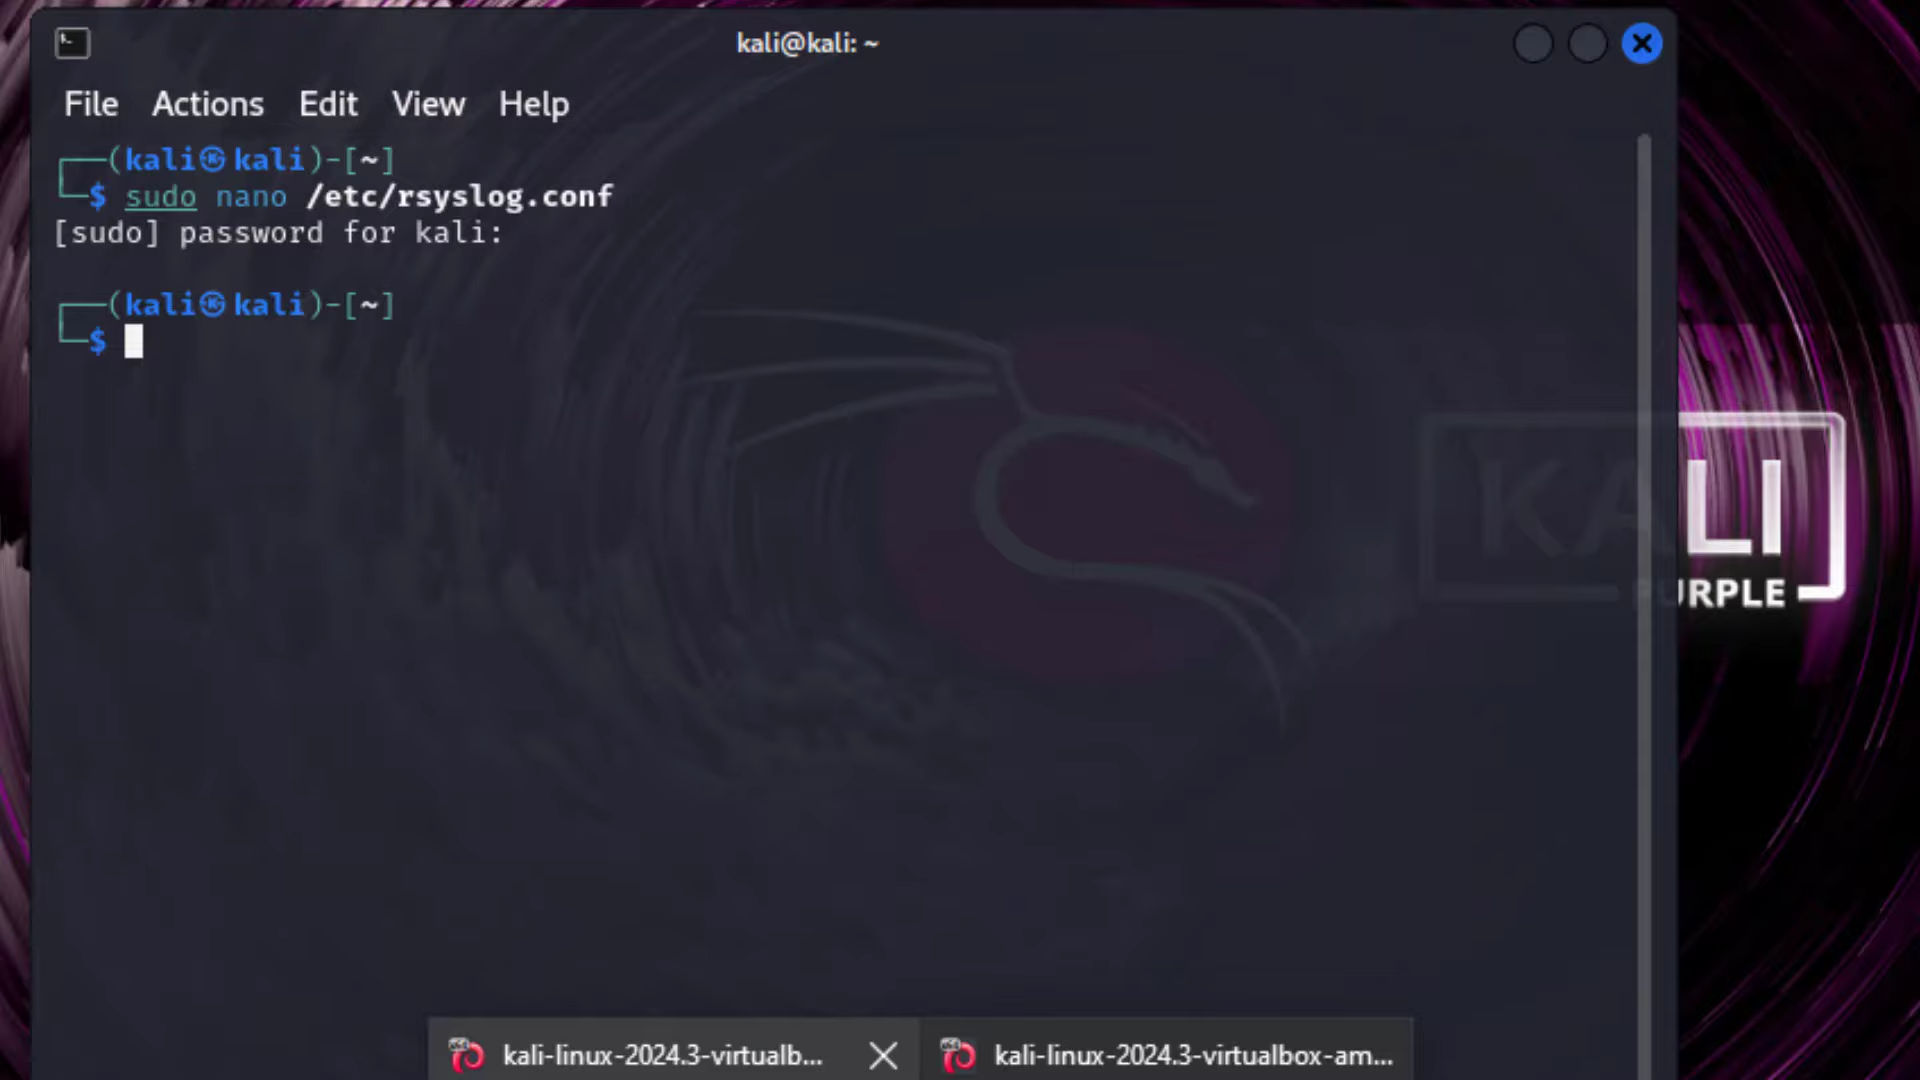 kali@kali: ~
File Actions Edit View Help
┌──(kali㉿kali)-[~]
└─$ sudo nano /etc/rsyslog.conf
[sudo] password for kali:
┌──(kali㉿kali)-[~]
└─$
KALI
PURPLE
kali-linux-2024.3-virtualb...
kali-linux-2024.3-virtualbox-am...